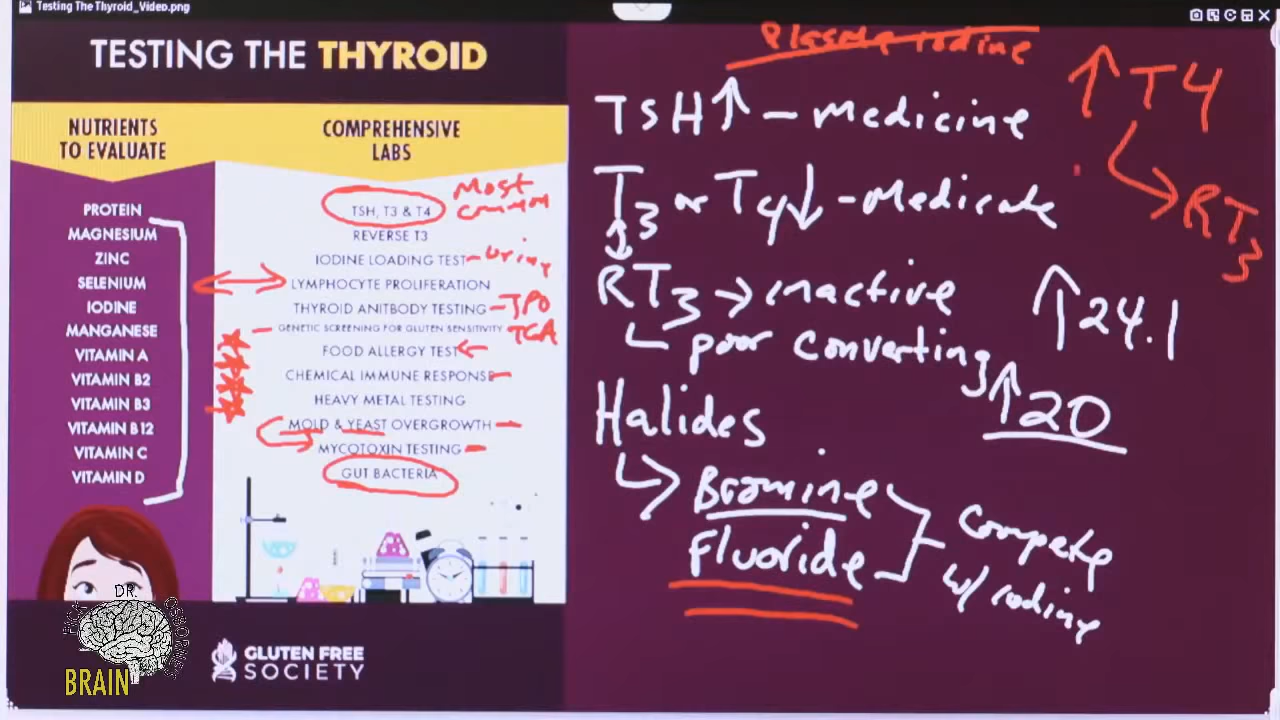 Testing The Thyroid_Video.png
TESTING THE THYROID
NUTRIENTS
TO EVALUATE
PROTEIN
MAGNESIUM
ZINC
SELENIUM
IODINE
MANGANESE
VITAMIN A
VITAMIN B2
VITAMIN B3
VITAMIN B12
VITAMIN C
VITAMIN D
COMPREHENSIVE
LABS
TSH, T3 & T4
Most
common
REVERSE T3
IODINE LOADING TEST - urine
LYMPHOCYTE PROLIFERATION
THYROID ANITBODY TESTING - TPO
GENETIC SCREENING FOR GLUTEN SENSITIVITY TGA
FOOD ALLERGY TEST
CHEMICAL IMMUNE RESPONSE
HEAVY METAL TESTING
MOLD & YEAST OVERGROWTH
MYCOTOXIN TESTING
GUT BACTERIA
DR.
BRAIN
GLUTEN FREE
SOCIETY
Plasma iodine
TSH ↑ - Medicine
T3 or T4 ↓ - Medicate
RT3 → inactive
poor converting
Halides
Bromine
Fluoride
Compete
w/ iodine
↑ T4
RT3
↑ 24.1
↑ 20